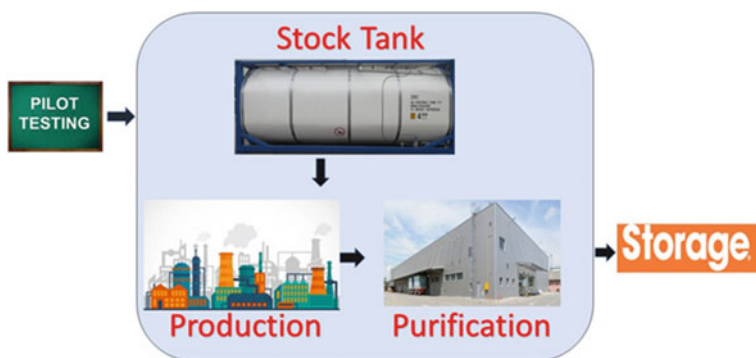 Stock Tank
PILOT
TESTING
Storage
Production
Purification